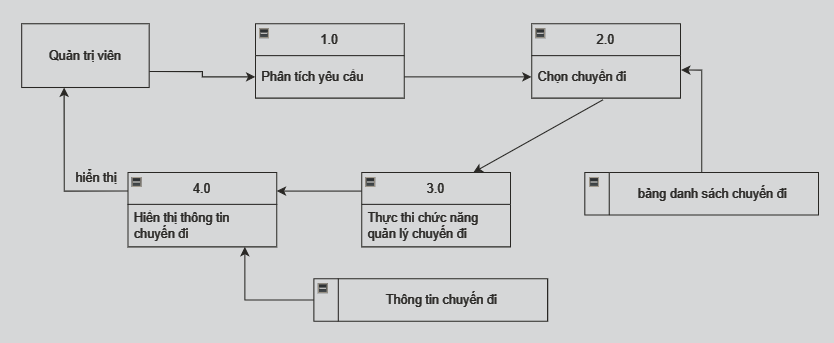 Quản trị viên
1.0
Phân tích yêu cầu
2.0
Chọn chuyến đi
hiển thị
4.0
Hiên thị thông tin
chuyến đi
3.0
Thực thi chức năng
quản lý chuyến đi
bảng danh sách chuyến đi
Thông tin chuyến đi